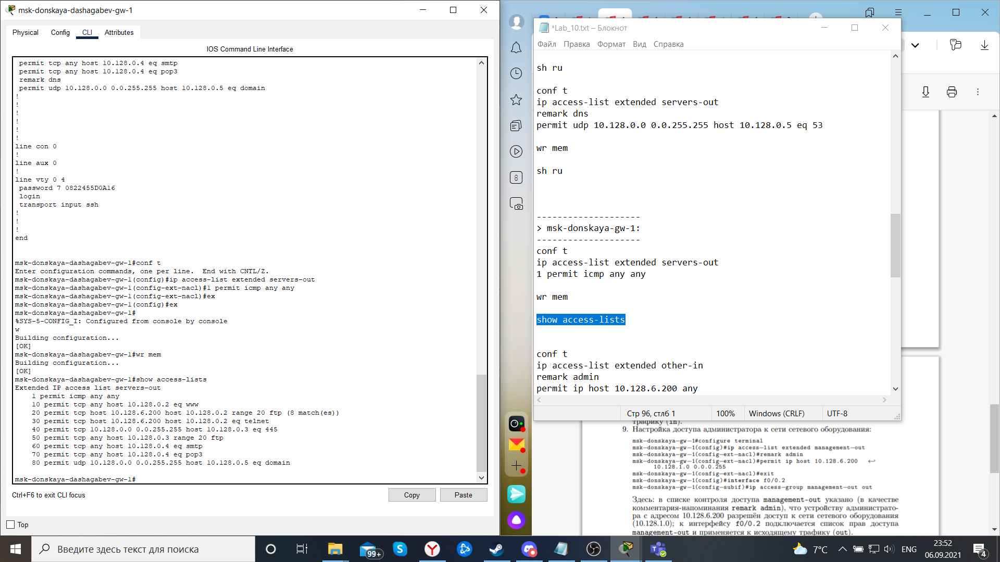 msk-donskaya-dashagabev-gw-1
Physical Config CLI Attributes
IOS Command Line Interface
permit tcp any host 10.128.0.4 eq smtp
permit tcp any host 10.128.0.4 eq pop3
remark dns
permit udp 10.128.0.0 0.0.255.255 host 10.128.0.5 eq domain
!
!
!
!
!
!
line con 0
!
line aux 0
!
line vty 0 4
password 7 0822455D0A16
login
transport input ssh
!
!
!
end
msk-donskaya-dashagabev-gw-1#conf t
Enter configuration commands, one per line. End with CNTL/Z.
msk-donskaya-dashagabev-gw-1(config)#ip access-list extended servers-out
msk-donskaya-dashagabev-gw-1(config-ext-nacl)#1 permit icmp any any
msk-donskaya-dashagabev-gw-1(config-ext-nacl)#ex
msk-donskaya-dashagabev-gw-1(config)#ex
msk-donskaya-dashagabev-gw-1#
%SYS-5-CONFIG_I: Configured from console by console
w
Building configuration...
[OK]
msk-donskaya-dashagabev-gw-1#wr mem
Building configuration...
[OK]
msk-donskaya-dashagabev-gw-1#show access-lists
Extended IP access list servers-out
1 permit icmp any any
10 permit tcp any host 10.128.0.2 eq www
20 permit tcp host 10.128.6.200 host 10.128.0.2 range 20 ftp (8 match(es))
30 permit tcp host 10.128.6.200 host 10.128.0.2 eq telnet
40 permit tcp 10.128.0.0 0.0.255.255 host 10.128.0.3 eq 445
50 permit tcp any host 10.128.0.3 range 20 ftp
60 permit tcp any host 10.128.0.4 eq smtp
70 permit tcp any host 10.128.0.4 eq pop3
80 permit udp 10.128.0.0 0.0.255.255 host 10.128.0.5 eq domain
msk-donskaya-dashagabev-gw-1#
Ctrl+F6 to exit CLI focus
Copy Paste
Top
8
*Lab_10.txt – Блокнот
Файл Правка Формат Вид Справка
sh ru
conf t
ip access-list extended servers-out
remark dns
permit udp 10.128.0.0 0.0.255.255 host 10.128.0.5 eq 53
wr mem
sh ru
--------------------
> msk-donskaya-gw-1:
--------------------
conf t
ip access-list extended servers-out
1 permit icmp any any
wr mem
show access-lists
conf t
ip access-list extended other-in
remark admin
permit ip host 10.128.6.200 any
Стр 96, стлб 1 100% Windows (CRLF) UTF-8
трафику (in).
9. Настройка доступа администратора к сети сетевого оборудования:
msk-donskaya-gw-1#configure terminal
msk-donskaya-gw-1(config)#ip access-list extended management-out
msk-donskaya-gw-1(config-ext-nacl)#remark admin
msk-donskaya-gw-1(config-ext-nacl)#permit ip host 10.128.6.200 ↩
10.128.1.0 0.0.0.255
msk-donskaya-gw-1(config-ext-nacl)#exit
msk-donskaya-gw-1(config)#interface f0/0.2
msk-donskaya-gw-1(config-subif)#ip access-group management-out out
Здесь: в списке контроля доступа management-out указано (в качестве
комментария-напоминания remark admin), что устройству администрато-
ра с адресом 10.128.6.200 разрешён доступ к сети сетевого оборудования
(10.128.1.0); к интерфейсу f0/0.2 подключается список прав доступа
management-out и применяется к исходящему трафику (out).
Введите здесь текст для поиска
99+
7°C
ENG
23:52
06.09.2021
4